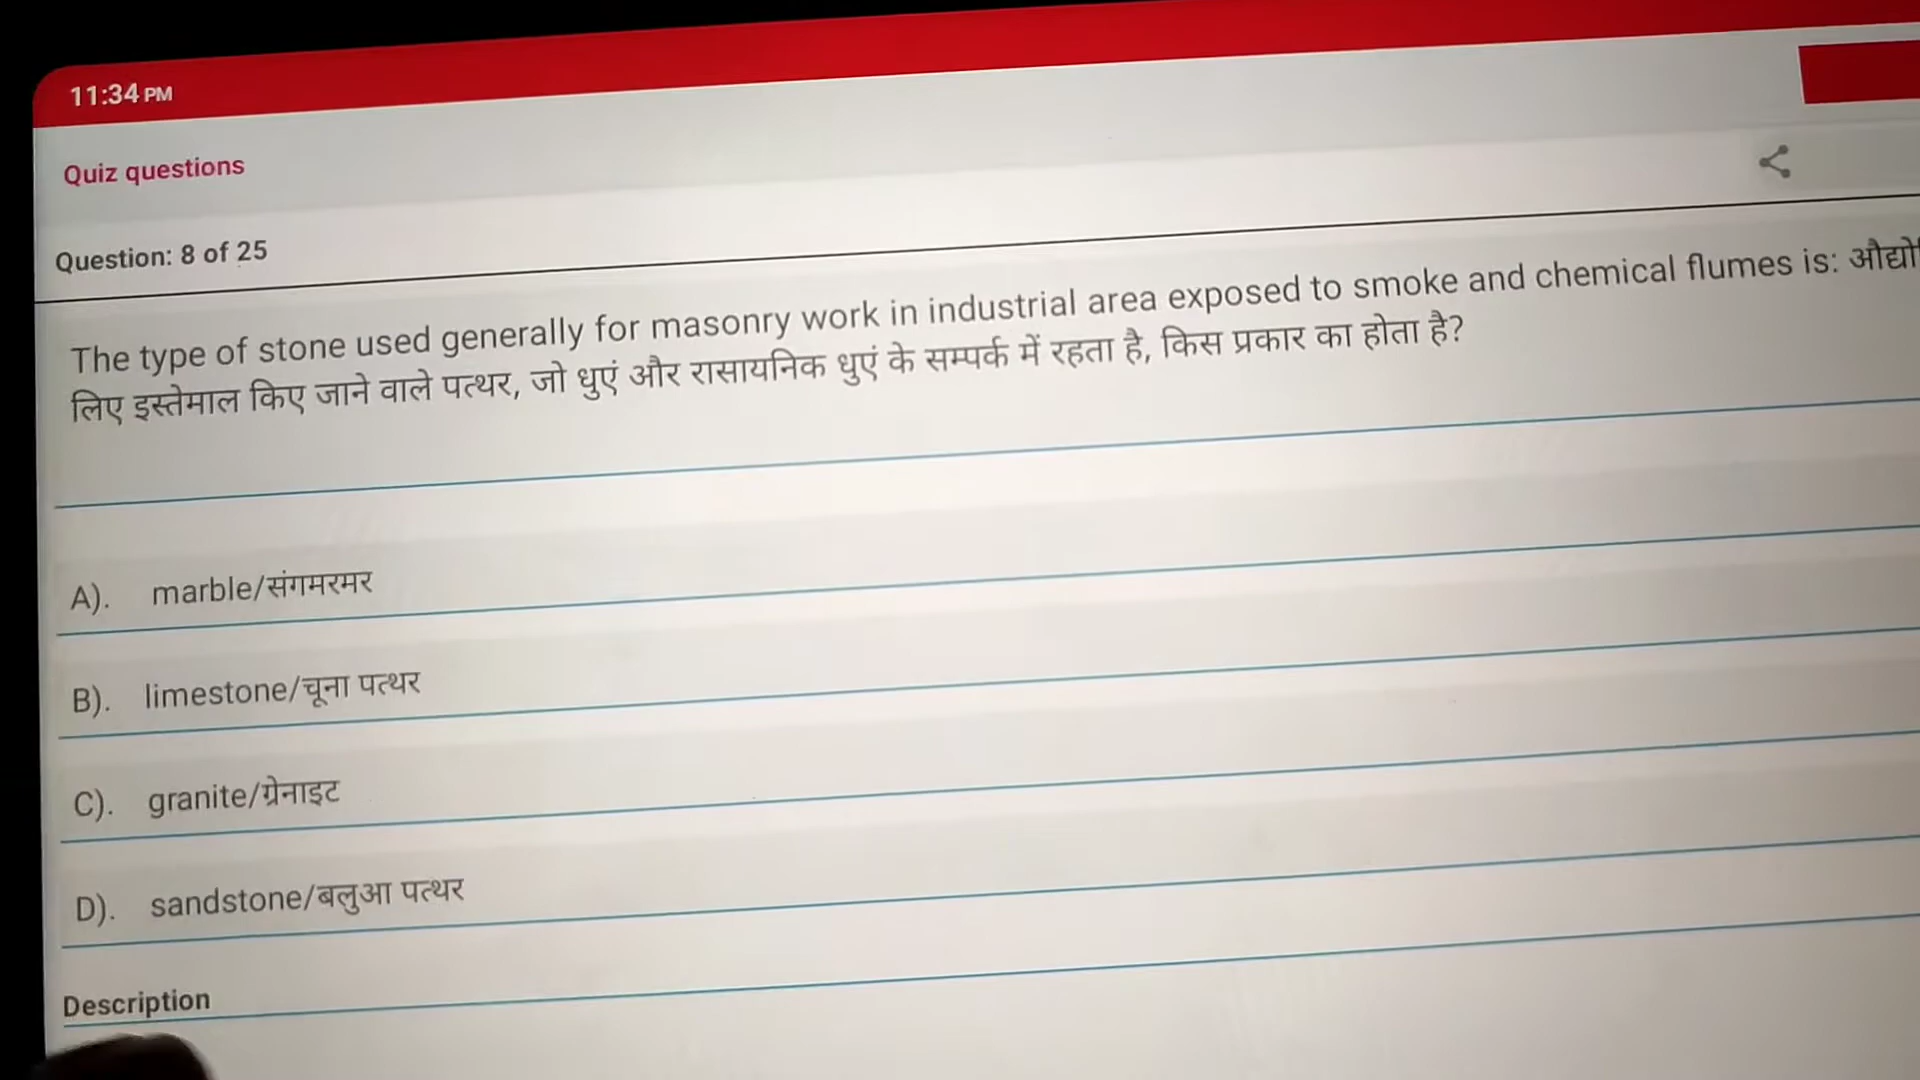 11:34 PM
Quiz questions
Question: 8 of 25
The type of stone used generally for masonry work in industrial area exposed to smoke and chemical flumes is:
लिए इस्तेमाल किए जाने वाले पत्थर, जो धुएं और रासायनिक धुएं के सम्पर्क में रहता है, किस प्रकार का होता है?
A). marble/संगमरमर
B). limestone/चूना पत्थर
C). granite/ग्रेनाइट
D). sandstone/बलुआ पत्थर
Description